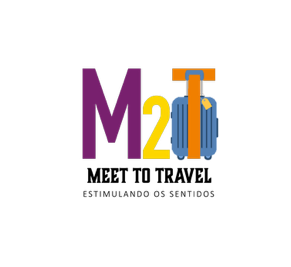 M2T
MEET TO TRAVEL
ESTIMULANDO OS SENTIDOS